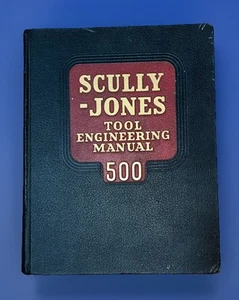 SCULLY
-JONES
TOOL
ENGINEERING
MANUAL
500